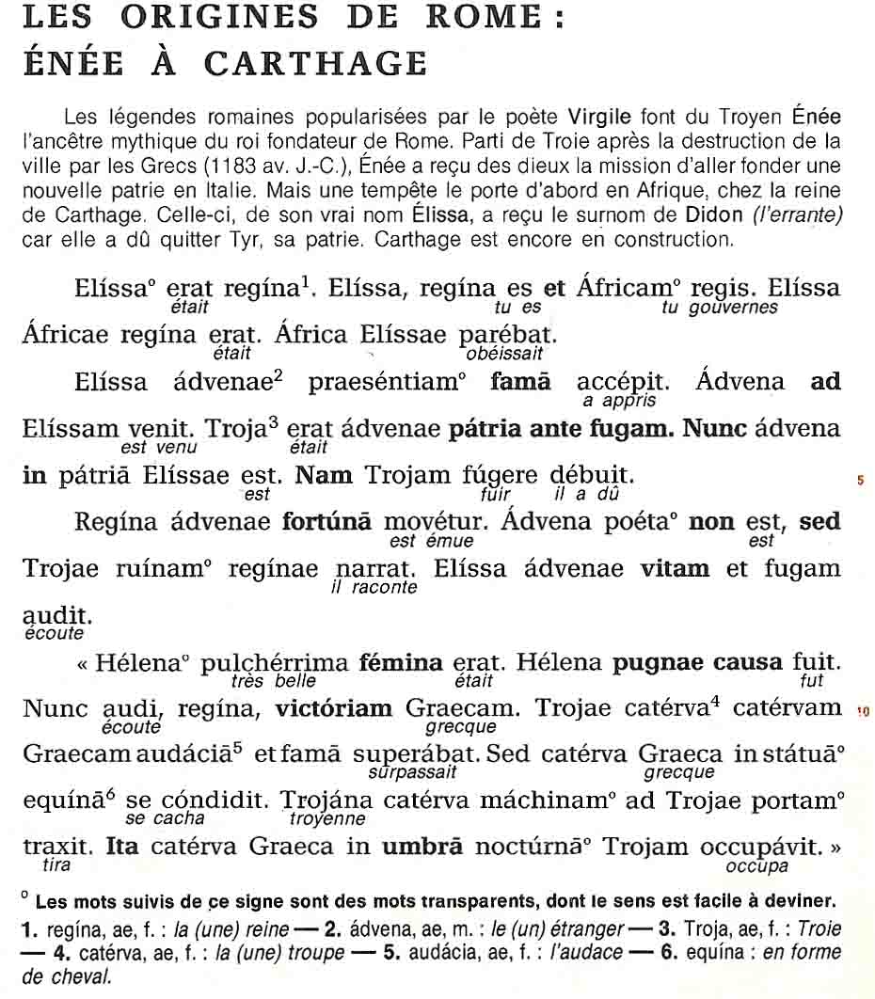 LES ORIGINES DE ROME :
ÉNÉE À CARTHAGE
Les légendes romaines popularisées par le poète Virgile font du Troyen Énée
l'ancêtre mythique du roi fondateur de Rome. Parti de Troie après la destruction de la
ville par les Grecs (1183 av. J.-C.), Énée a reçu des dieux la mission d'aller fonder une
nouvelle patrie en Italie. Mais une tempête le porte d'abord en Afrique, chez la reine
de Carthage. Celle-ci, de son vrai nom Élissa, a reçu le surnom de Didon (l'errante)
car elle a dû quitter Tyr, sa patrie. Carthage est encore en construction.
Elíssa° erat regína¹. Elíssa, regína es et Áfricam° regis. Elíssa
était tu es tu gouvernes
Áfricae regína erat. África Elíssae parébat.
était obéissait
Elíssa ádvenae² praeséntiam° famā accépit. Ádvena ad
a appris
Elíssam venit. Troja³ erat ádvenae pátria ante fugam. Nunc ádvena
est venu était
in pátriā Elíssae est. Nam Trojam fúgere débuit. 5
est fuir il a dû
Regína ádvenae fortúnā movétur. Ádvena poéta° non est, sed
est émue est
Trojae ruínam° regínae narrat. Elíssa ádvenae vitam et fugam
il raconte
audit.
écoute
« Hélena° pulchérrima fémina erat. Hélena pugnae causa fuit.
très belle était fut
Nunc audi, regína, victóriam Graecam. Trojae catérva⁴ catérvam 10
écoute grecque
Graecam audáciā⁵ et famā superábat. Sed catérva Graeca in státuā°
surpassait grecque
equínā⁶ se cóndidit. Trojána catérva máchinam° ad Trojae portam°
se cacha troyenne
traxit. Ita catérva Graeca in umbrā noctúrnā° Trojam occupávit. »
tira occupa
° Les mots suivis de ce signe sont des mots transparents, dont le sens est facile à deviner.
1. regína, ae, f. : la (une) reine — 2. ádvena, ae, m. : le (un) étranger — 3. Troja, ae, f. : Troie
— 4. catérva, ae, f. : la (une) troupe — 5. audácia, ae, f. : l'audace — 6. equína : en forme
de cheval.